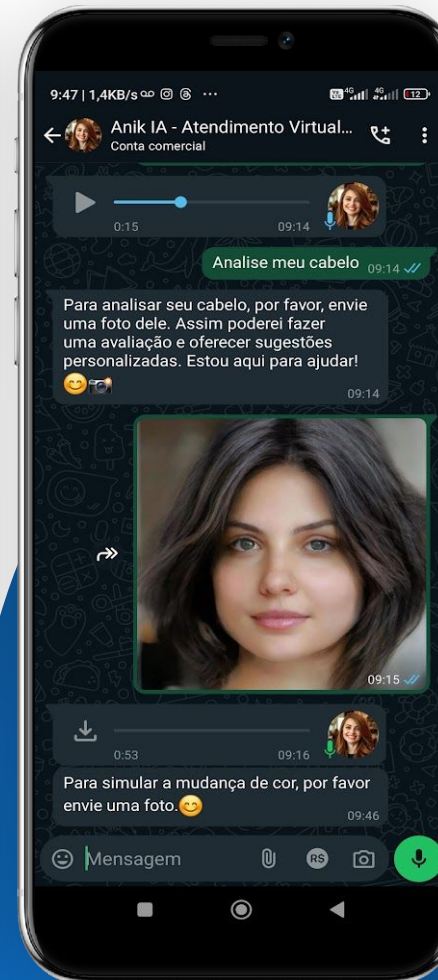 9:47 | 1,4KB/s
4G 4G 12
Anik IA - Atendimento Virtual...
Conta comercial
0:15 09:14
Analise meu cabelo 09:14
Para analisar seu cabelo, por favor, envie
uma foto dele. Assim poderei fazer
uma avaliação e oferecer sugestões
personalizadas. Estou aqui para ajudar!
09:14
09:15
0:53 09:16
Para simular a mudança de cor, por favor
envie uma foto.
09:46
Mensagem
RS